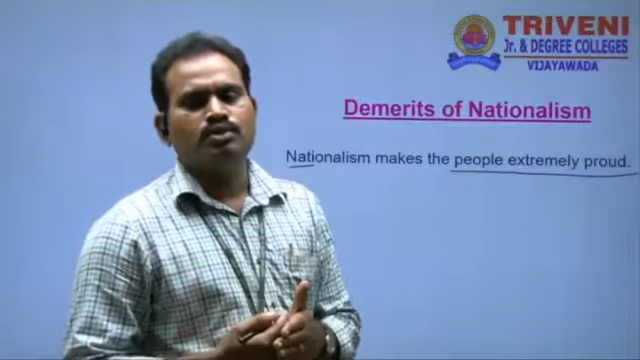 TRIVENI
Jr. & DEGREE COLLEGES
VIJAYAWADA
Demerits of Nationalism
Nationalism makes the people extremely proud.